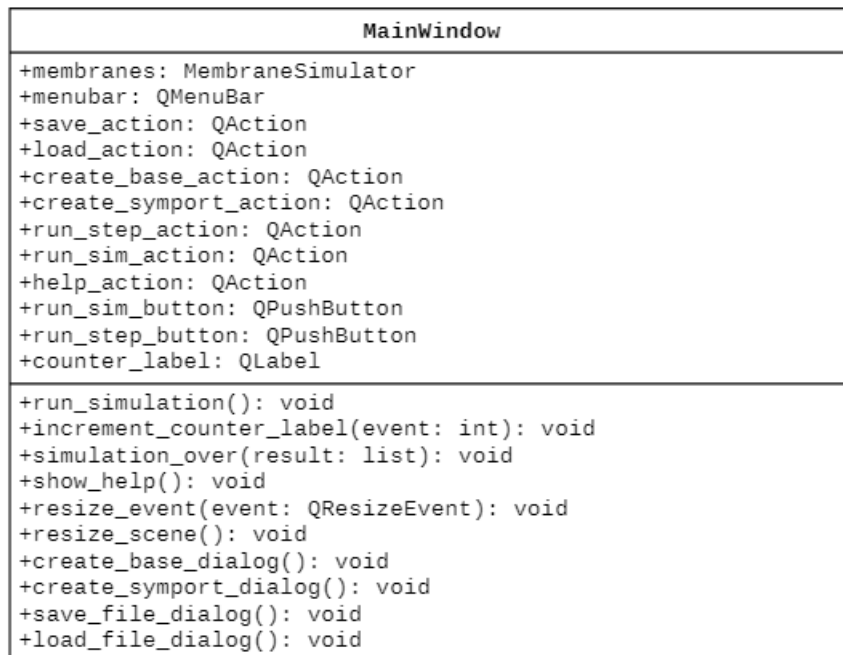 MainWindow
+membranes: MembraneSimulator
+menubar: QMenuBar
+save_action: QAction
+load_action: QAction
+create_base_action: QAction
+create_symport_action: QAction
+run_step_action: QAction
+run_sim_action: QAction
+help_action: QAction
+run_sim_button: QPushButton
+run_step_button: QPushButton
+counter_label: QLabel
+run_simulation(): void
+increment_counter_label(event: int): void
+simulation_over(result: list): void
+show_help(): void
+resize_event(event: QResizeEvent): void
+resize_scene(): void
+create_base_dialog(): void
+create_symport_dialog(): void
+save_file_dialog(): void
+load_file_dialog(): void